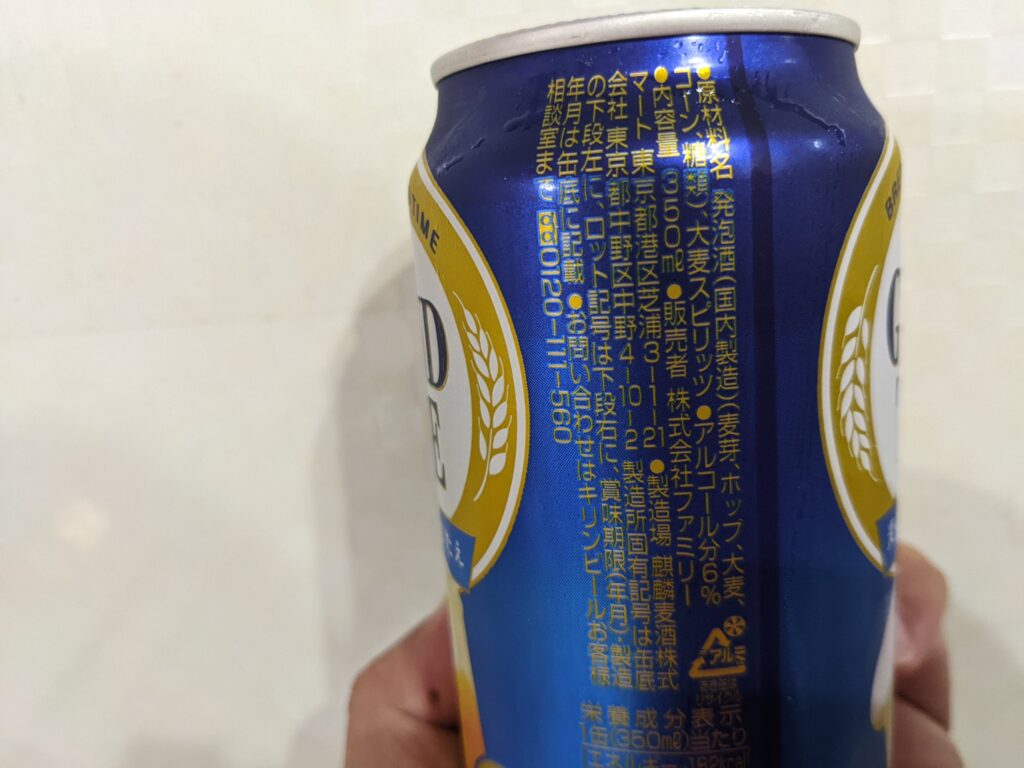 ●原材料名 発泡酒(国内製造)(麦芽、ホップ、大麦、
コーン、糖類)、大麦スピリッツ ●アルコール分6%
●内容量 350㎖ ●販売者 株式会社ファミリー
マート 東京都港区芝浦3-1-21 ●製造場 麒麟麦酒株式
会社 東京都中野区中野4-10-2 製造所固有記号は缶底
の下段左に、ロット記号は下段右に、賞味期限(年月)・製造
年月は缶底に記載 ●お問い合わせはキリンビールお客様
相談室まで 0120-111-560
アルミ
栄養成分表示
1缶(350㎖)当たり
TIME
D
E
G